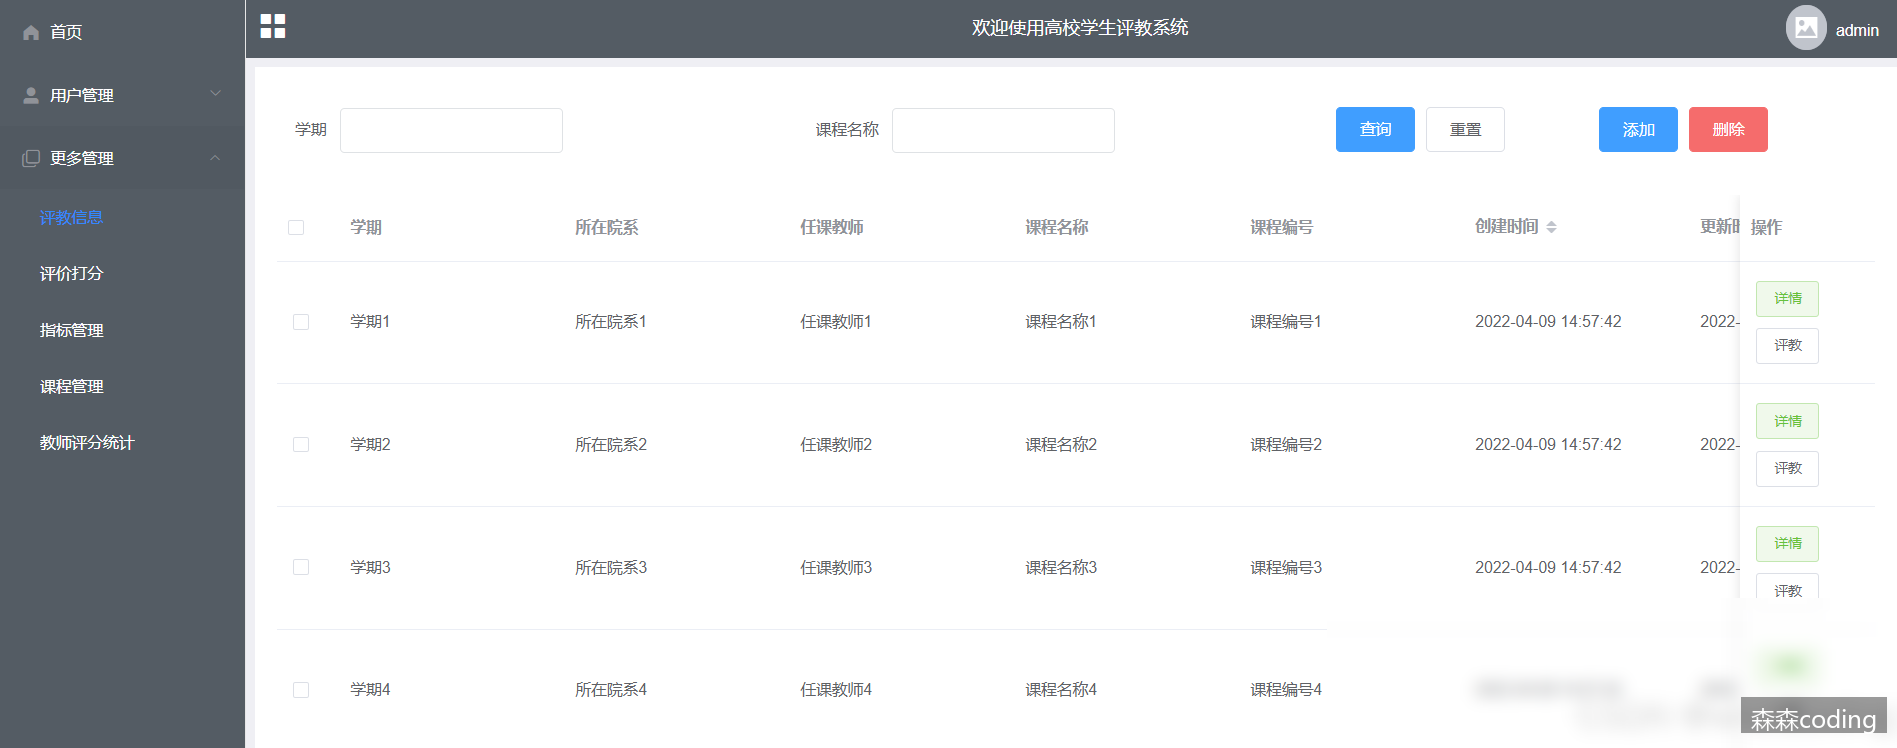 首页
用户管理
更多管理
评教信息
评价打分
指标管理
课程管理
教师评分统计
欢迎使用高校学生评教系统
admin
学期
课程名称
查询 重置 添加 删除
学期 所在院系 任课教师 课程名称 课程编号 创建时间 更新 操作
学期1 所在院系1 任课教师1 课程名称1 课程编号1 2022-04-09 14:57:42 2022- 详情
评教
学期2 所在院系2 任课教师2 课程名称2 课程编号2 2022-04-09 14:57:42 2022- 详情
评教
学期3 所在院系3 任课教师3 课程名称3 课程编号3 2022-04-09 14:57:42 2022- 详情
评教
学期4 所在院系4 任课教师4 课程名称4 课程编号4
森森coding